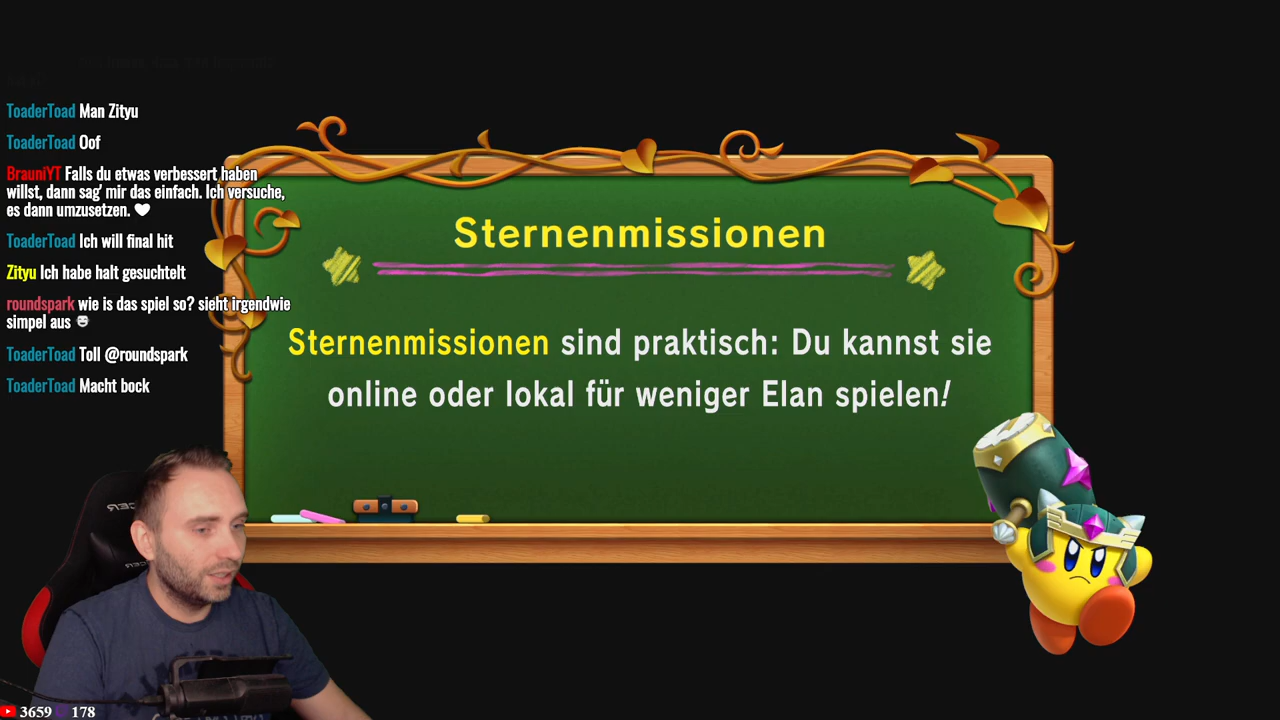 ToaderToad Man Zityu
ToaderToad Oof
BrauniYT Falls du etwas verbessert haben
willst, dann sag' mir das einfach. Ich versuche,
es dann umzusetzen.
ToaderToad Ich will final hit
Zityu Ich habe halt gesuchtelt
roundspark wie is das spiel so? sieht irgendwie
simpel aus
ToaderToad Toll @roundspark
ToaderToad Macht bock
Sternenmissionen
Sternenmissionen sind praktisch: Du kannst sie
online oder lokal für weniger Elan spielen!
3659 178